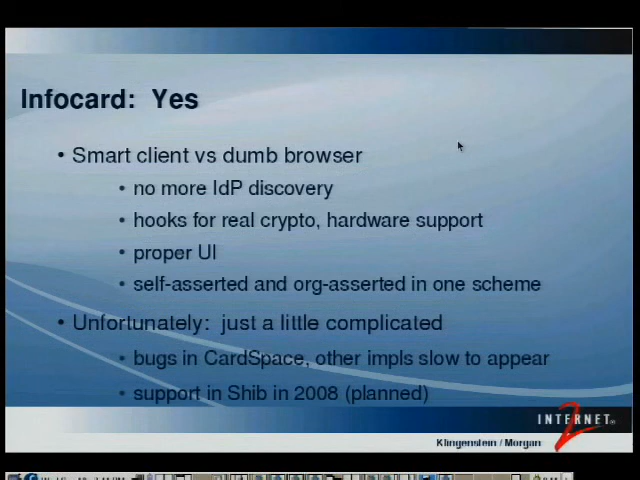 Infocard: Yes
• Smart client vs dumb browser
• no more IdP discovery
• hooks for real crypto, hardware support
• proper UI
• self-asserted and org-asserted in one scheme
• Unfortunately: just a little complicated
• bugs in CardSpace, other impls slow to appear
• support in Shib in 2008 (planned)
INTERNET®
2
Klingenstein / Morgan